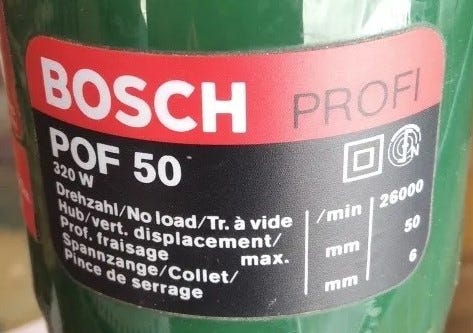 BOSCH PROFI
POF 50
320 W
Drehzahl/No load/Tr. à vide /min 26000
Hub/vert. displacement/
Prof. fraisage max. mm 50
Spannzange/Collet/
Pince de serrage mm 6